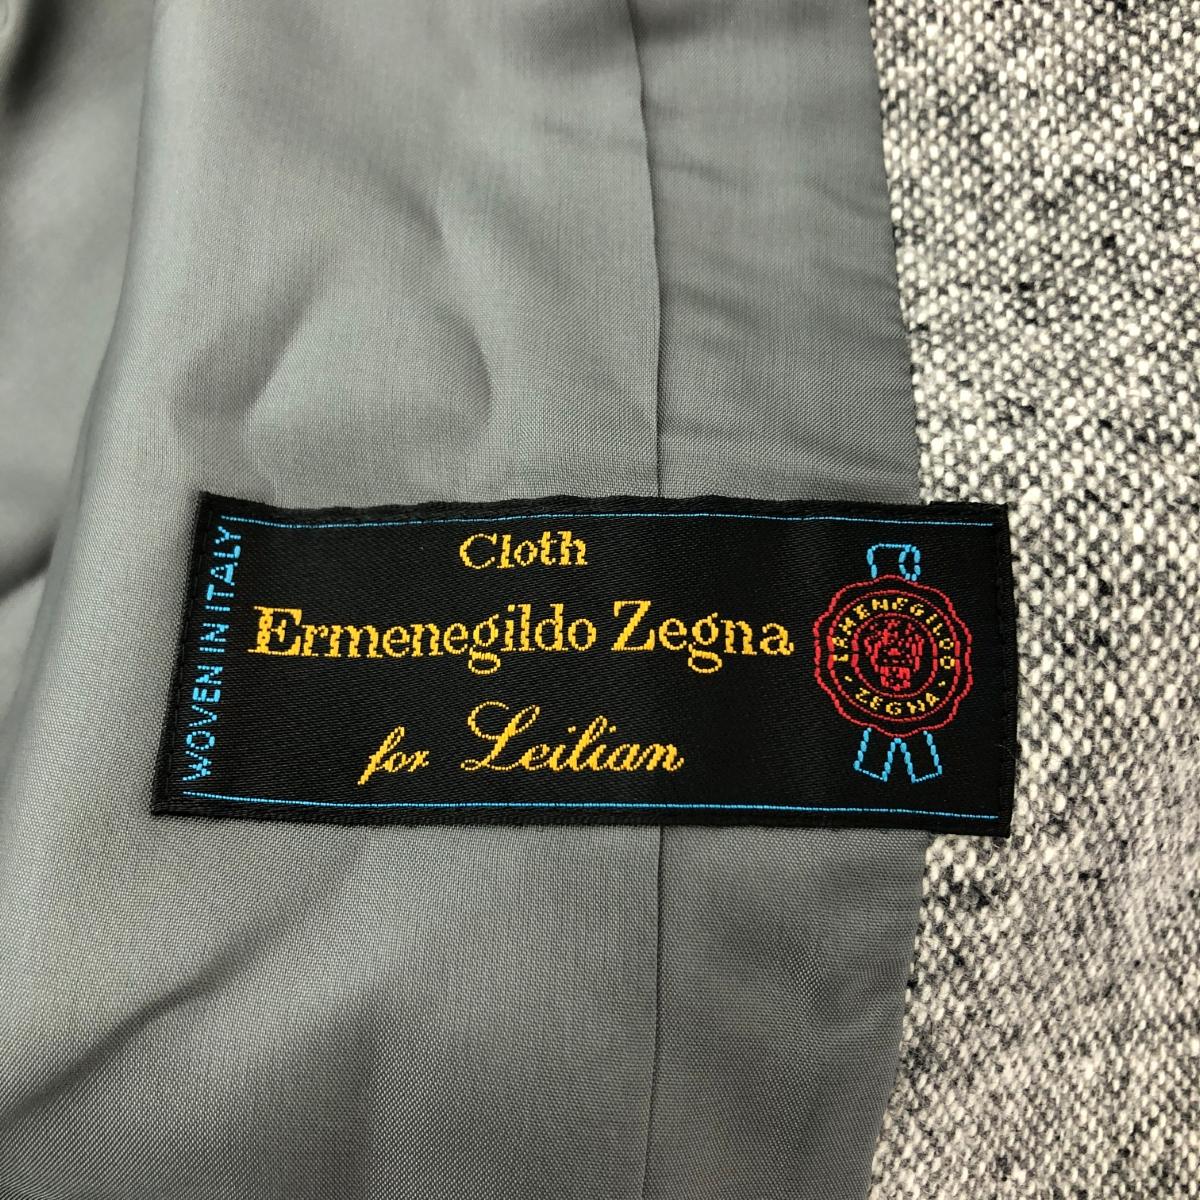 WOVEN IN ITALY
Cloth
Ermenegildo Zegna
for Leilian
ERMENEGILDO
· ZEGNA ·